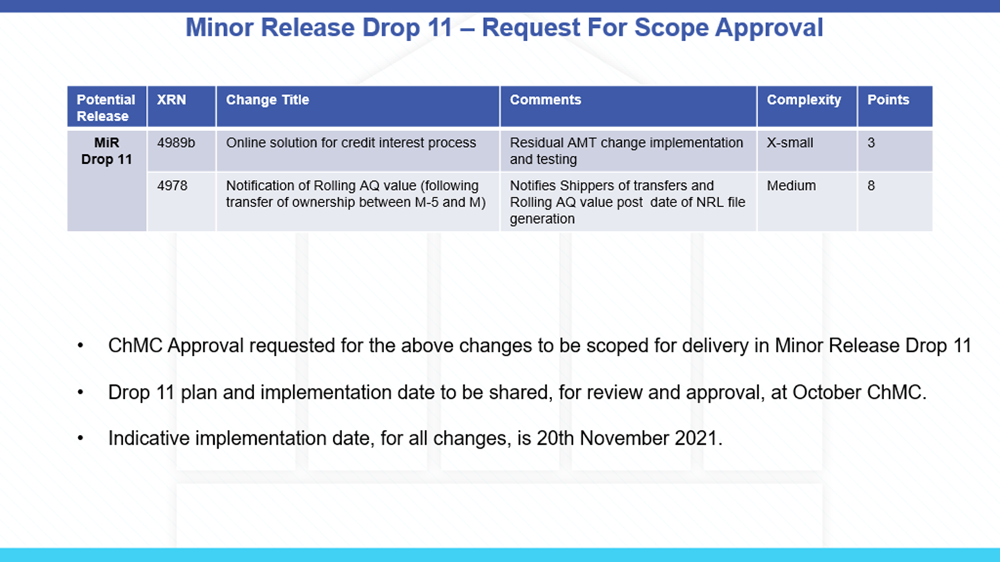 Minor Release Drop 11 – Request For Scope Approval
Potential Release
XRN
Change Title
Comments
Complexity
Points
MiR
Drop 11
4989b
Online solution for credit interest process
Residual AMT change implementation
and testing
X-small
3
4978
Notification of Rolling AQ value (following
transfer of ownership between M-5 and M)
Notifies Shippers of transfers and
Rolling AQ value post  date of NRL file
generation
Medium
8
• ChMC Approval requested for the above changes to be scoped for delivery in Minor Release Drop 11
• Drop 11 plan and implementation date to be shared, for review and approval, at October ChMC.
• Indicative implementation date, for all changes, is 20th November 2021.